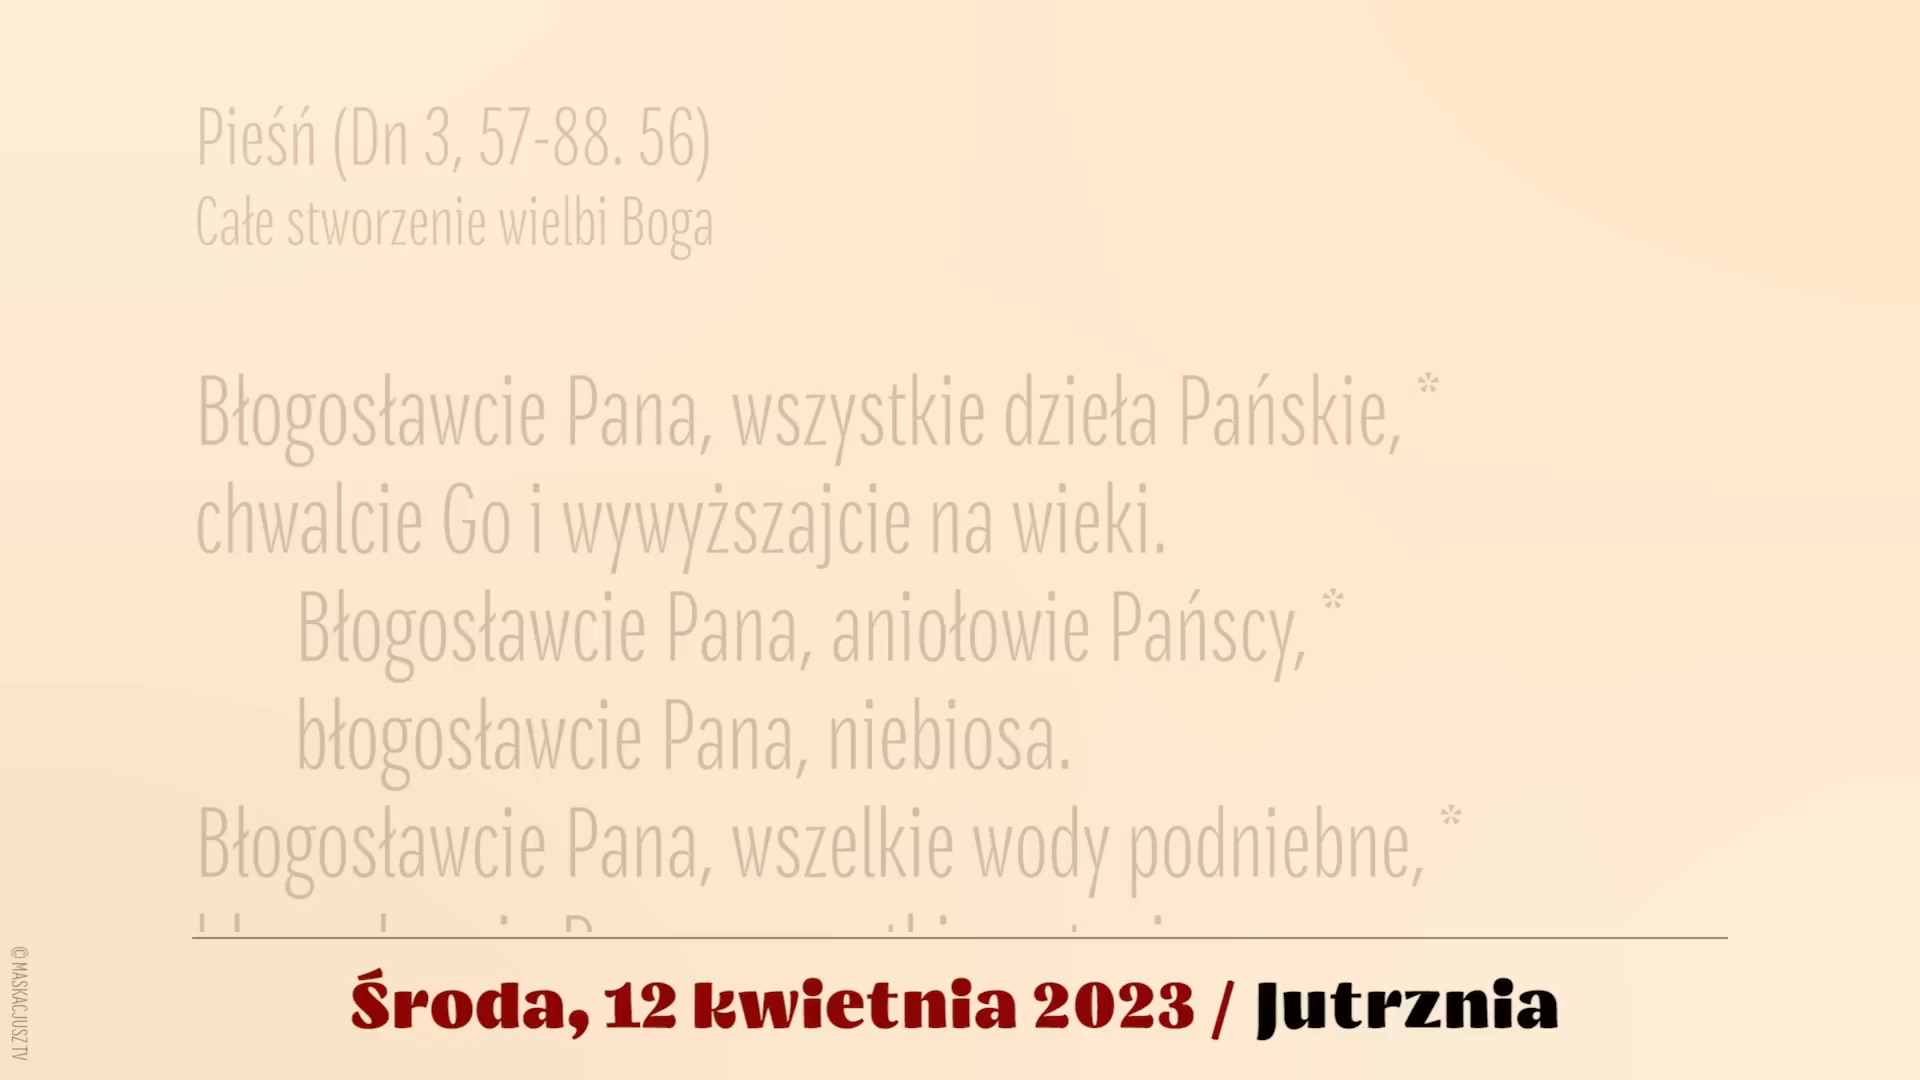 Pieśń (Dn 3, 57-88. 56)
Całe stworzenie wielbi Boga
Błogosławcie Pana, wszystkie dzieła Pańskie, *
chwalcie Go i wywyższajcie na wieki.
Błogosławcie Pana, aniołowie Pańscy, *
błogosławcie Pana, niebiosa.
Błogosławcie Pana, wszelkie wody podniebne, *
Środa, 12 kwietnia 2023 / Jutrznia
© MASKACJUSZ TV